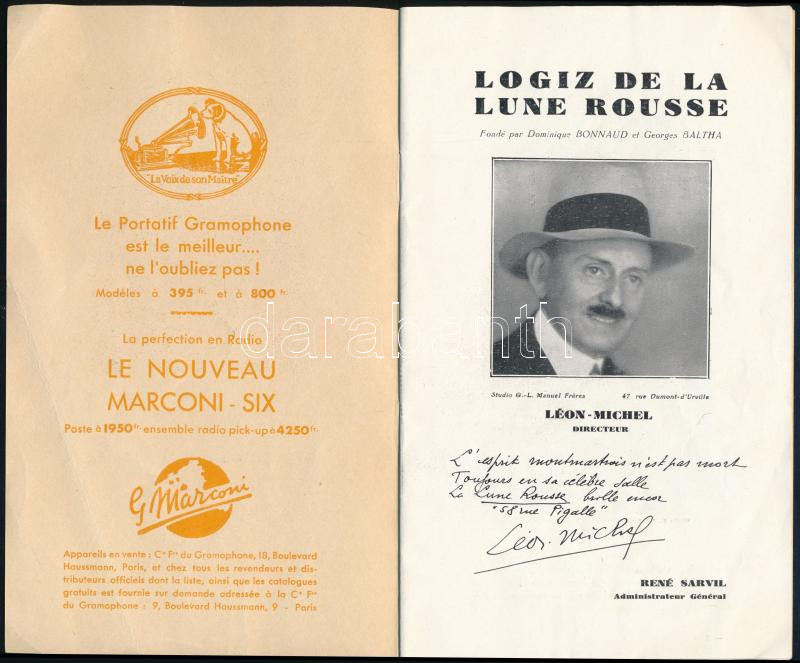 "La Voix de son Maître"
Le Portatif Gramophone
est le meilleur....
ne l'oubliez pas !
Modèles à 395 fr. et à 800 fr.
La perfection en Radio
LE NOUVEAU
MARCONI - SIX
Poste à 1950 fr. ensemble radio pick-up à 4250 fr.
G Marconi
Appareils en vente : Cie Fse du Gramophone, 18, Boulevard
Haussmann, Paris, et chez tous les revendeurs et dis-
tributeurs officiels dont la liste, ainsi que les catalogues
gratuits est fournie sur demande adressée à la Cie Fse
du Gramophone : 9, Boulevard Haussmann, 9 - Paris
LOGIZ DE LA
LUNE ROUSSE
Fondé par Dominique BONNAUD et Georges BALTHA
Studio G.-L. Manuel Frères 47 rue Dumont-d'Urville
LÉON-MICHEL
DIRECTEUR
L'esprit montmartrois n'est pas mort
Toujours en sa célèbre salle
La Lune Rousse brille encor
"58 rue Pigalle"
Léon Michel
RENÉ SARVIL
Administrateur Général
darabanth